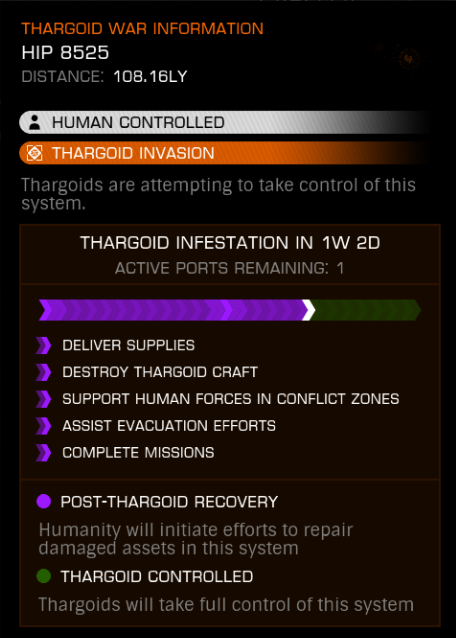 THARGOID WAR INFORMATION
HIP 8525
DISTANCE: 108.16LY
HUMAN CONTROLLED
THARGOID INVASION
Thargoids are attempting to take control of this
system.
THARGOID INFESTATION IN 1W 2D
ACTIVE PORTS REMAINING: 1
DELIVER SUPPLIES
DESTROY THARGOID CRAFT
SUPPORT HUMAN FORCES IN CONFLICT ZONES
ASSIST EVACUATION EFFORTS
COMPLETE MISSIONS
POST-THARGOID RECOVERY
Humanity will initiate efforts to repair
damaged assets in this system
THARGOID CONTROLLED
Thargoids will take full control of this system